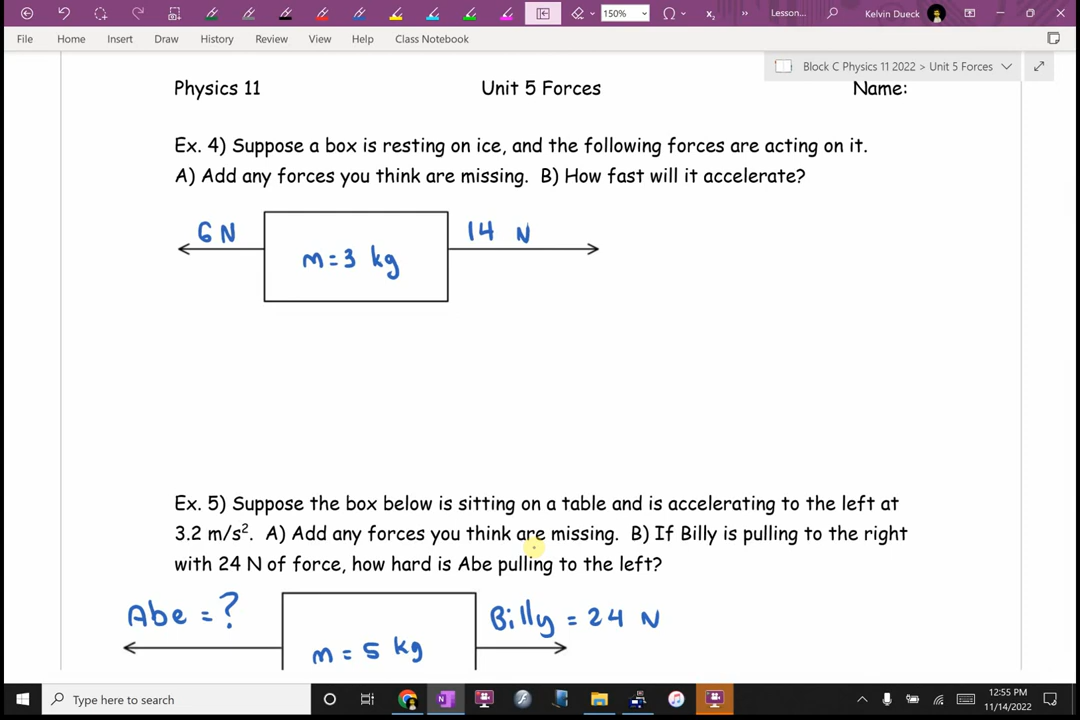 150%
x₂
Lesson...
Kelvin Dueck
File
Home
Insert
Draw
History
Review
View
Help
Class Notebook
Block C Physics 11 2022 > Unit 5 Forces
Physics 11
Unit 5 Forces
Name:
Ex. 4) Suppose a box is resting on ice, and the following forces are acting on it.
A) Add any forces you think are missing.  B) How fast will it accelerate?
6 N
14 N
m = 3 kg
Ex. 5) Suppose the box below is sitting on a table and is accelerating to the left at
3.2 m/s². A) Add any forces you think are missing.  B) If Billy is pulling to the right
with 24 N of force, how hard is Abe pulling to the left?
Abe = ?
Billy = 24 N
m = 5 kg
Type here to search
12:55 PM
11/14/2022